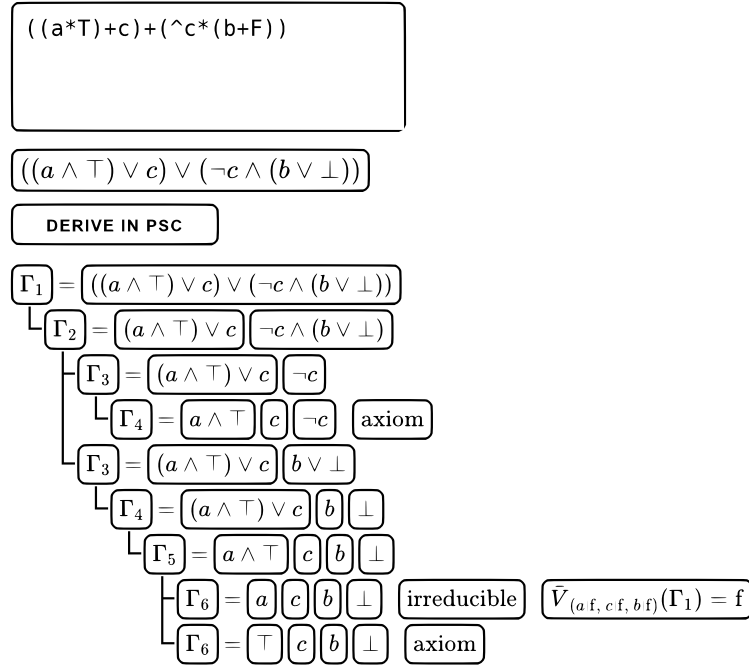 ((a*T)+c)+(^c*(b+F))
((a ∧ ⊤) ∨ c) ∨ (¬c ∧ (b ∨ ⊥))
DERIVE IN PSC
Γ₁ = ((a ∧ ⊤) ∨ c) ∨ (¬c ∧ (b ∨ ⊥))
Γ₂ = (a ∧ ⊤) ∨ c ¬c ∧ (b ∨ ⊥)
Γ₃ = (a ∧ ⊤) ∨ c ¬c
Γ₄ = a ∧ ⊤ c ¬c axiom
Γ₃ = (a ∧ ⊤) ∨ c b ∨ ⊥
Γ₄ = (a ∧ ⊤) ∨ c b ⊥
Γ₅ = a ∧ ⊤ c b ⊥
Γ₆ = a c b ⊥ irreducible V̄(a|f, c|f, b|f)(Γ₁) = f
Γ₆ = ⊤ c b ⊥ axiom